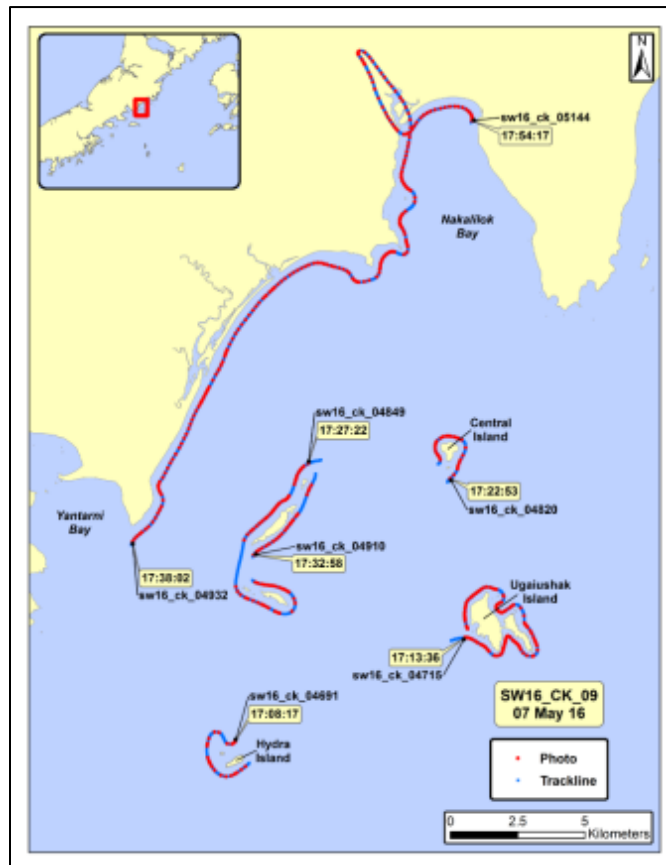 N
sw16_ck_05144
17:54:17
Nakalilok
Bay
sw16_ck_04849
17:27:22
Central
Island
17:22:53
sw16_ck_04820
Yantarni
Bay
sw16_ck_04910
17:32:58
17:38:02
sw16_ck_04932
Ugaiushak
Island
17:13:36
sw16_ck_04715
SW16_CK_09
07 May 16
sw16_ck_04691
17:08:17
Hydra
Island
Photo
Trackline
0 2.5 5
Kilometers